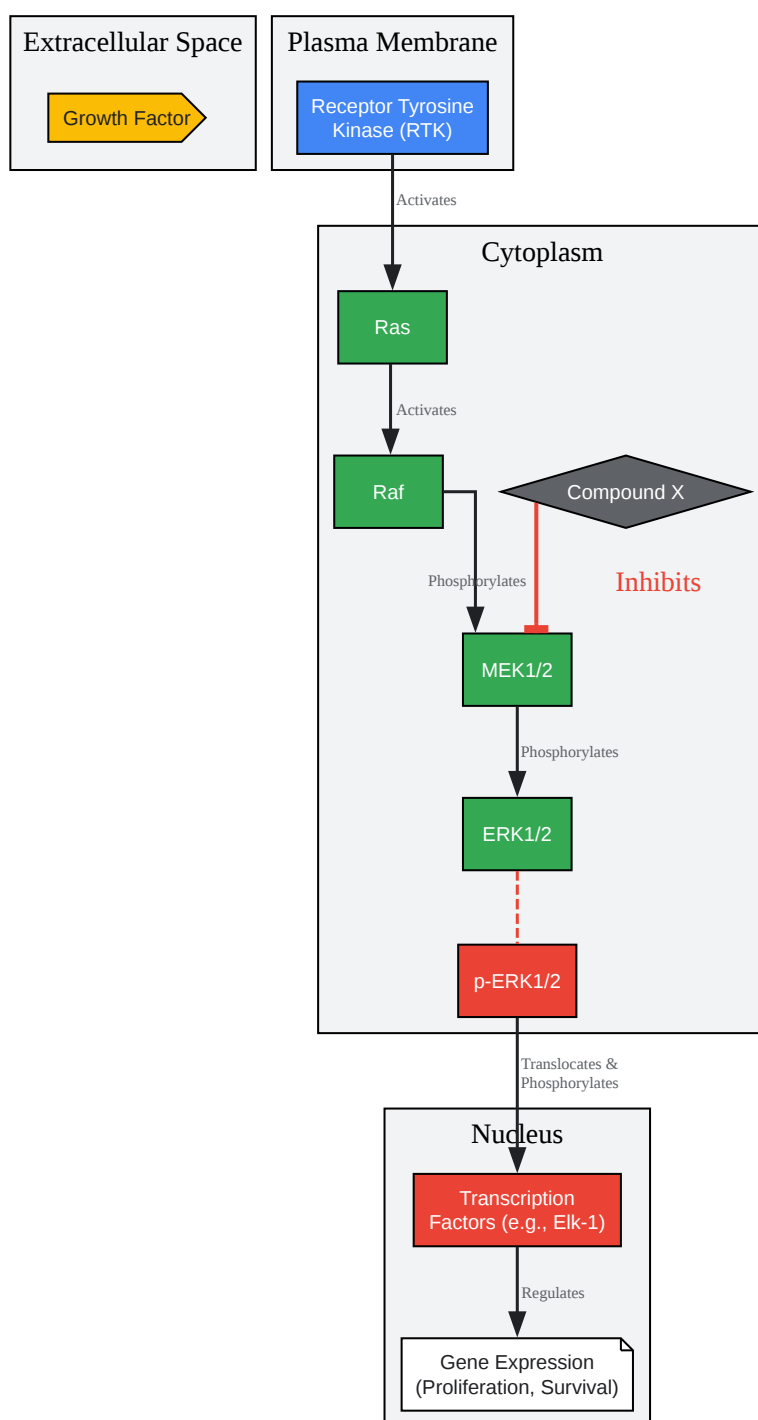 Extracellular Space
Growth Factor
Plasma Membrane
Receptor Tyrosine
Kinase (RTK)
Activates
Cytoplasm
Ras
Activates
Raf
Compound X
Phosphorylates
Inhibits
MEK1/2
Phosphorylates
ERK1/2
p-ERK1/2
Translocates &
Phosphorylates
Nucleus
Transcription
Factors (e.g., Elk-1)
Regulates
Gene Expression
(Proliferation, Survival)